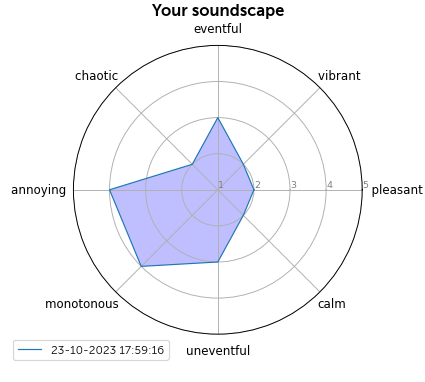 Your soundscape
eventful
chaotic
vibrant
annoying
1
2
3
4
5
pleasant
monotonous
calm
uneventful
23-10-2023 17:59:16